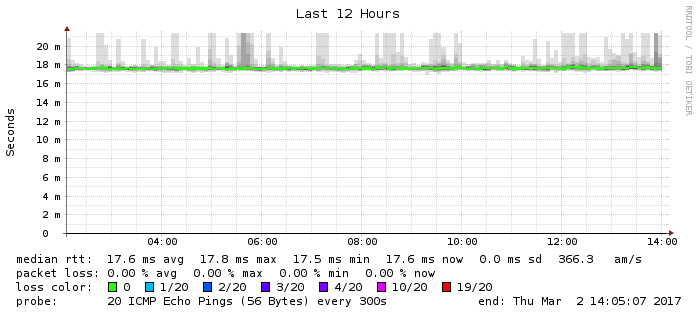 Last 12 Hours
RRDTOOL / TOBI OETIKER
Seconds
20 m
18 m
16 m
14 m
12 m
10 m
8 m
6 m
4 m
2 m
0
04:00 06:00 08:00 10:00 12:00 14:00
median rtt: 17.6 ms avg 17.8 ms max 17.5 ms min 17.6 ms now 0.0 ms sd 366.3 am/s
packet loss: 0.00 % avg 0.00 % max 0.00 % min 0.00 % now
loss color: 0 1/20 2/20 3/20 4/20 10/20 19/20
probe: 20 ICMP Echo Pings (56 Bytes) every 300s end: Thu Mar 2 14:05:07 2017